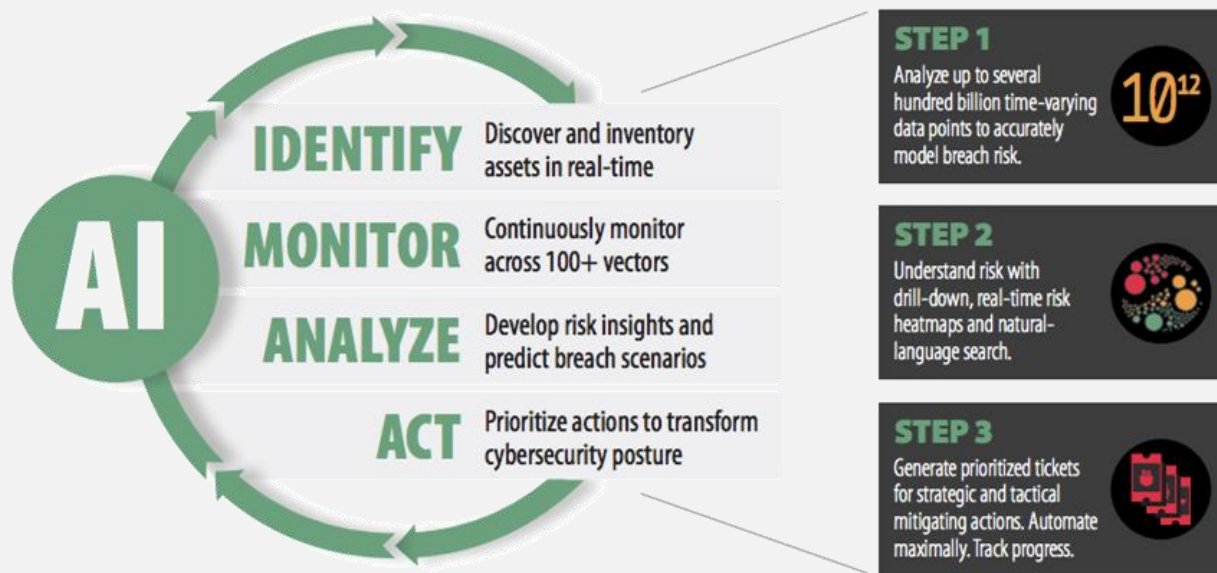 AI
IDENTIFY
Discover and inventory
assets in real-time
MONITOR
Continuously monitor
across 100+ vectors
ANALYZE
Develop risk insights and
predict breach scenarios
ACT
Prioritize actions to transform
cybersecurity posture
STEP 1
Analyze up to several
hundred billion time-varying
data points to accurately
model breach risk.
10¹²
STEP 2
Understand risk with
drill-down, real-time risk
heatmaps and natural-
language search.
STEP 3
Generate prioritized tickets
for strategic and tactical
mitigating actions. Automate
maximally. Track progress.